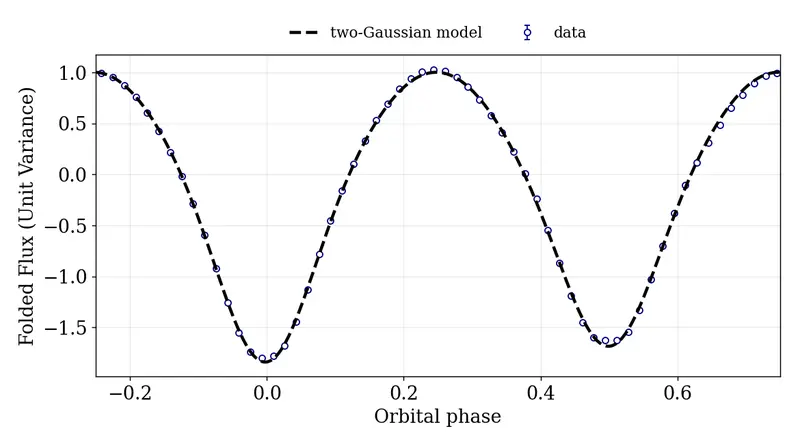 two-Gaussian model
data
Folded Flux (Unit Variance)
1.0
0.5
0.0
−0.5
−1.0
−1.5
−0.2
0.0
0.2
0.4
0.6
Orbital phase